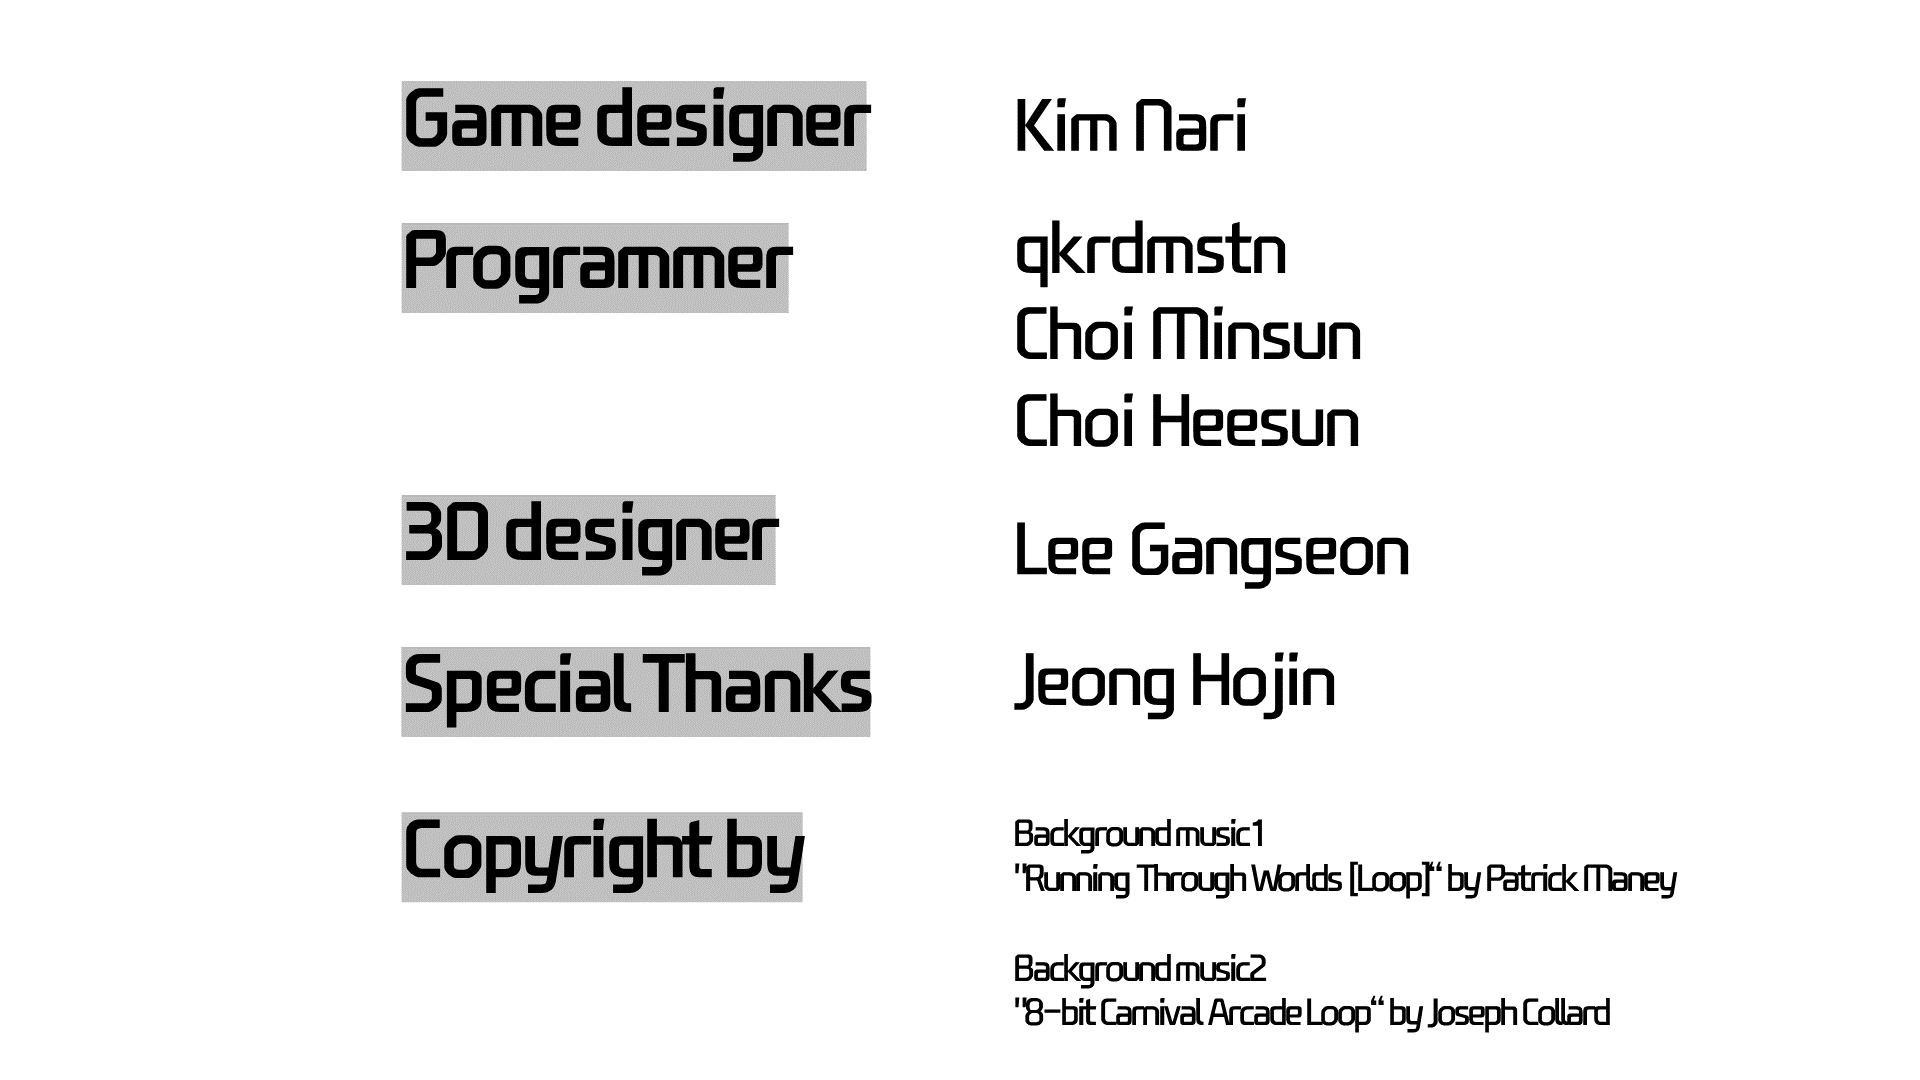 Game designer
Kim Nari
Programmer
qkrdmstn
Choi Minsun
Choi Heesun
3D designer
Lee Gangseon
Special Thanks
Jeong Hojin
Copyright by
Background music1
"Running Through Worlds [Loop]“ by Patrick Maney
Background music2
"8-bit Carnival Arcade Loop“ by Joseph Collard